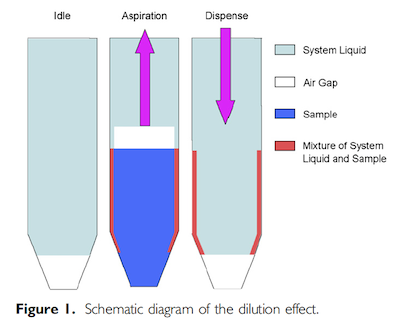 Idle Aspiration Dispense
System Liquid
Air Gap
Sample
Mixture of System
Liquid and Sample
Figure 1. Schematic diagram of the dilution effect.